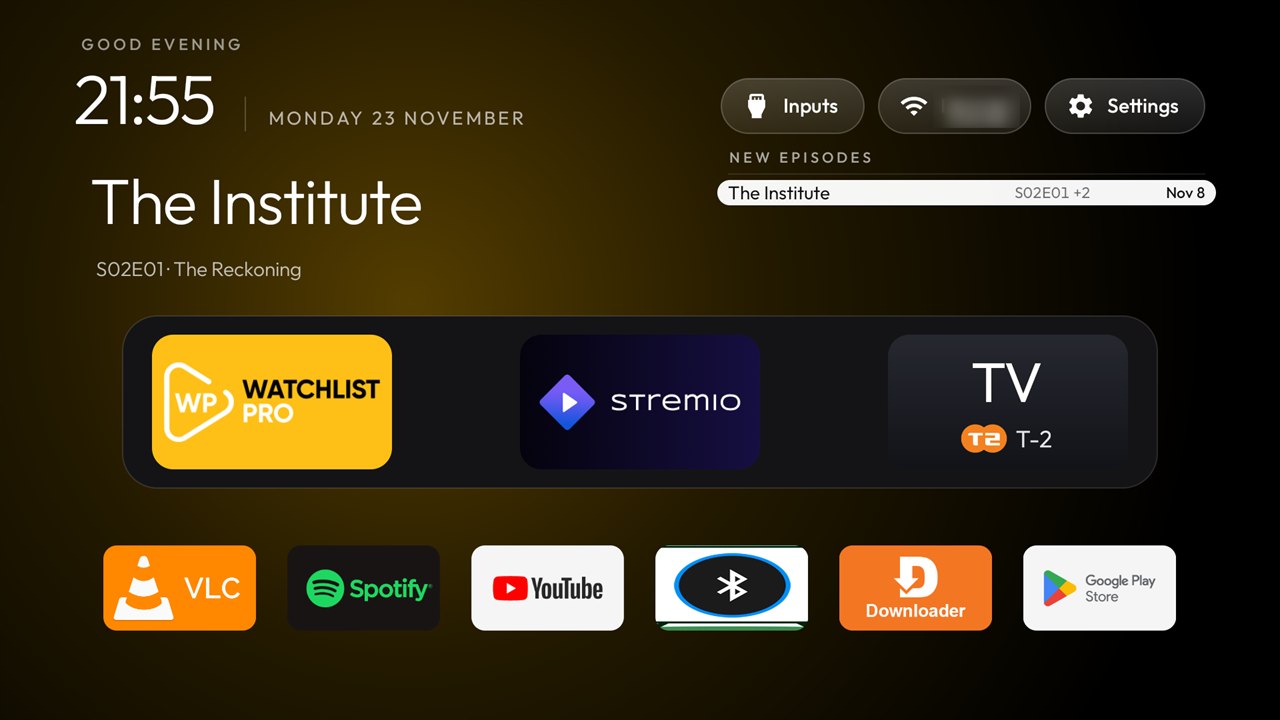 GOOD EVENING
21:55
MONDAY 23 NOVEMBER
Inputs
Settings
NEW EPISODES
The Institute S02E01 +2 Nov 8
The Institute
S02E01 · The Reckoning
WP WATCHLIST
PRO
STREMIO
TV
T2 T-2
VLC
Spotify
YouTube
D
Downloader
Google Play
Store